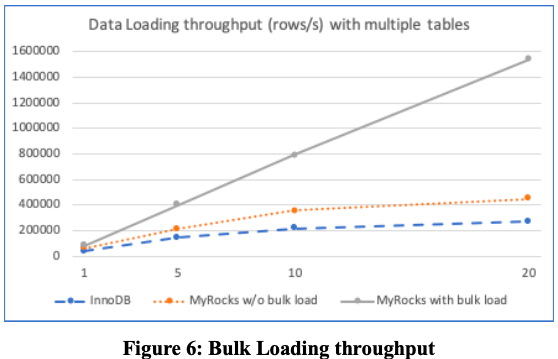 Data Loading throughput (rows/s) with multiple tables
1600000
1400000
1200000
1000000
800000
600000
400000
200000
0
1 5 10 20
InnoDB MyRocks w/o bulk load MyRocks with bulk load
Figure 6: Bulk Loading throughput